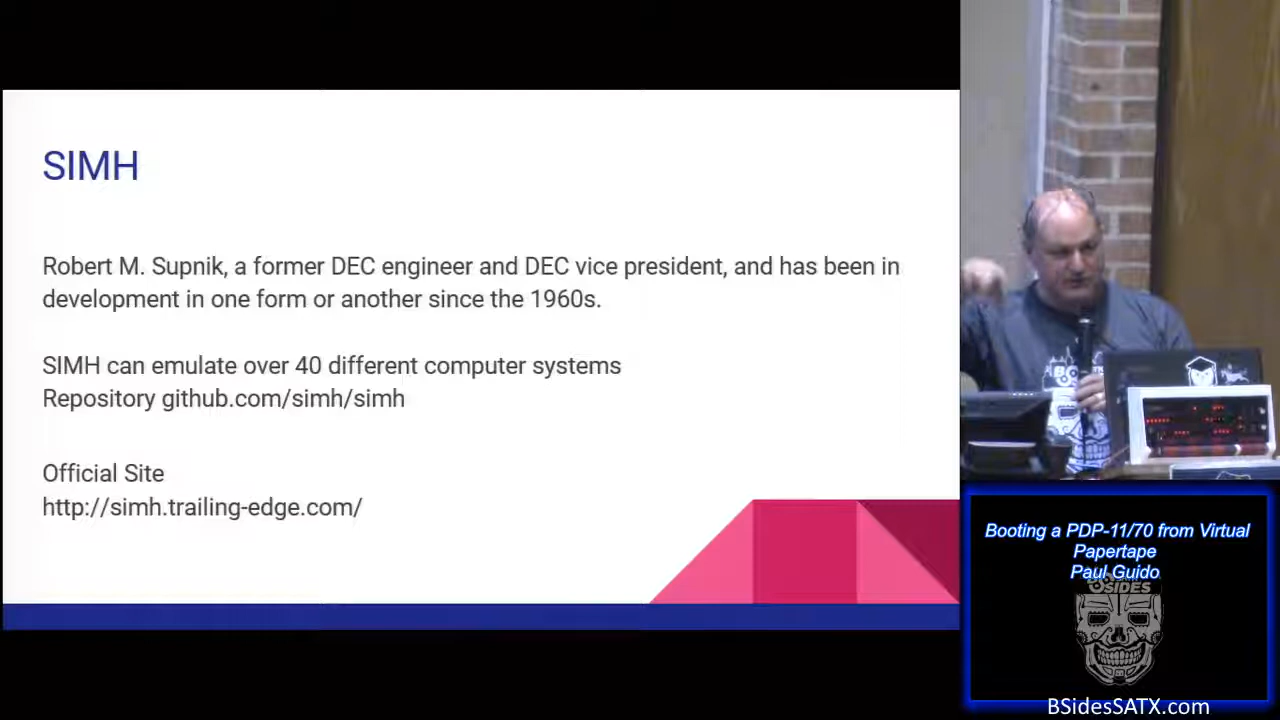 SIMH
Robert M. Supnik, a former DEC engineer and DEC vice president, and has been in
development in one form or another since the 1960s.
SIMH can emulate over 40 different computer systems
Repository github.com/simh/simh
Official Site
http://simh.trailing-edge.com/
Booting a PDP-11/70 from Virtual
Papertape
Paul Guido
BSIDES
BSidesSATX.com